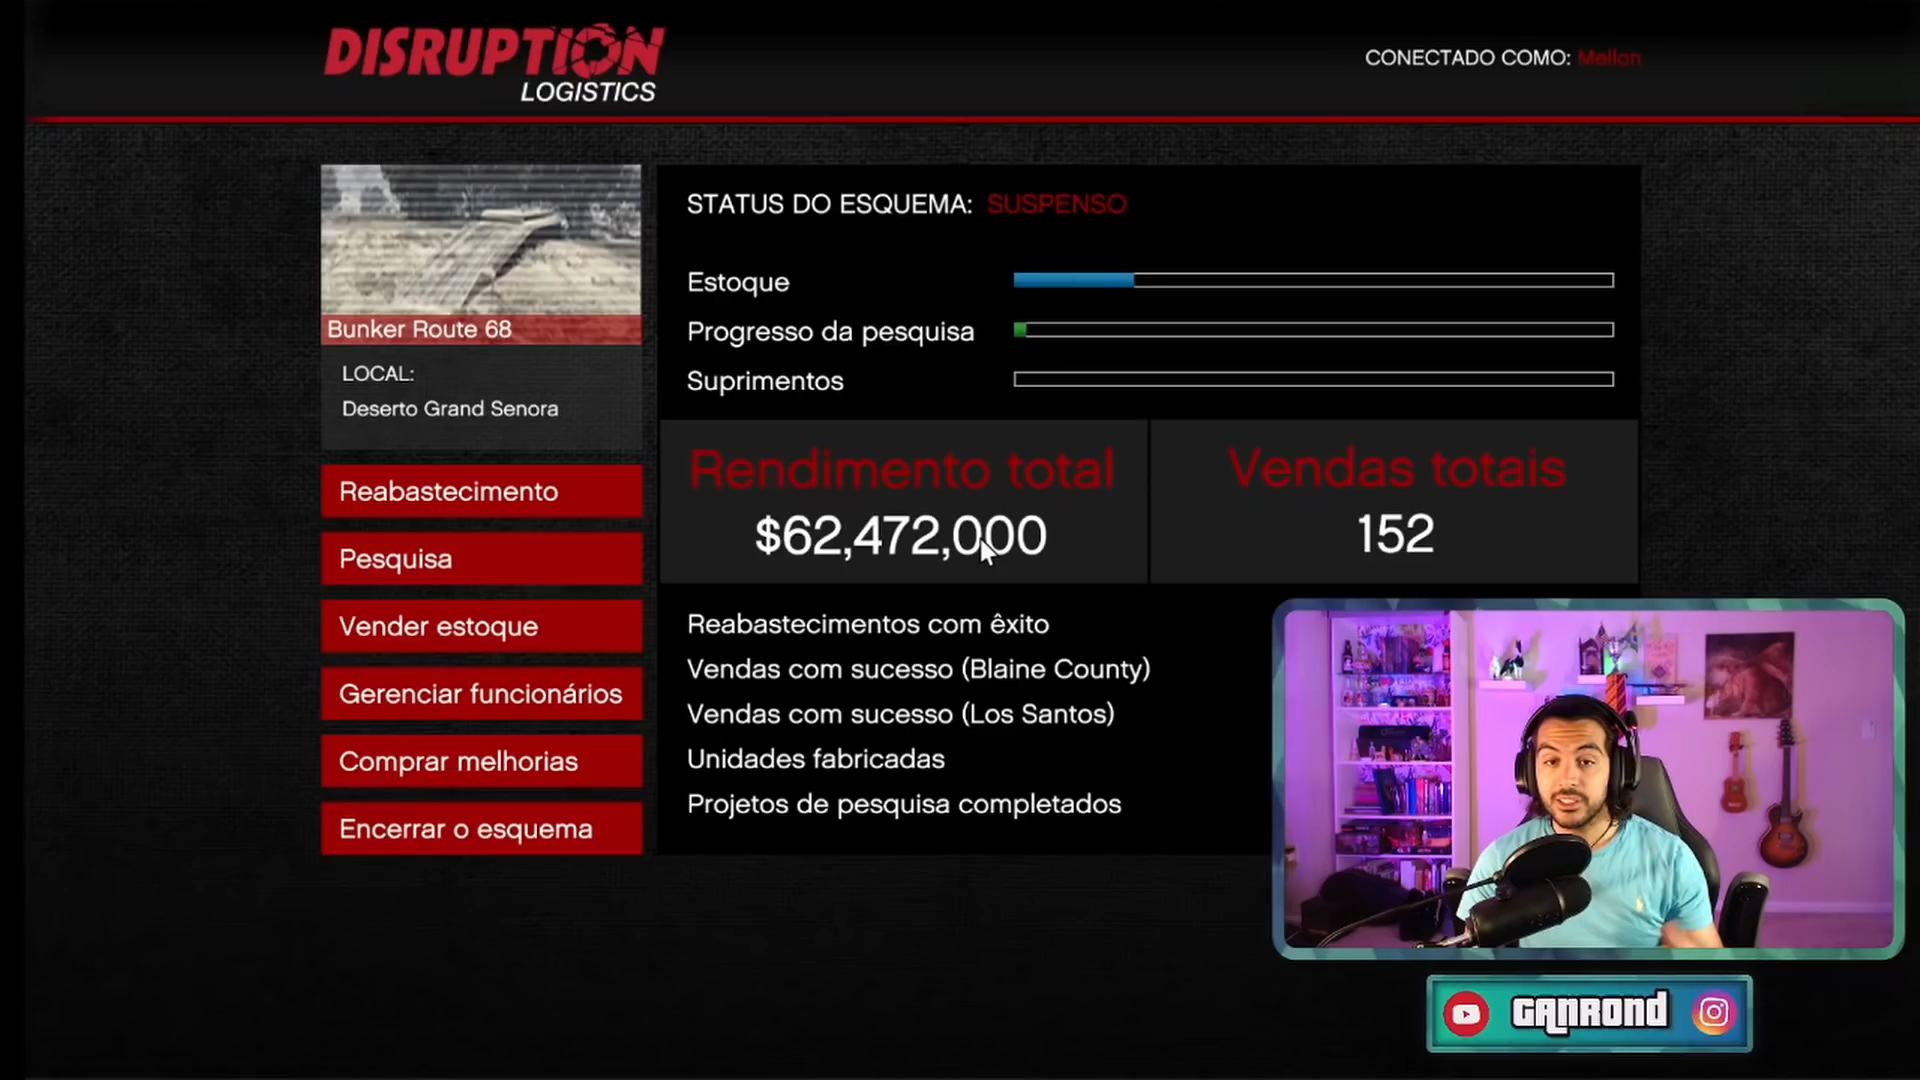 DISRUPTION
LOGISTICS
CONECTADO COMO: Mellon
Bunker Route 68
LOCAL:
Deserto Grand Senora
Reabastecimento
Pesquisa
Vender estoque
Gerenciar funcionários
Comprar melhorias
Encerrar o esquema
STATUS DO ESQUEMA: SUSPENSO
Estoque
Progresso da pesquisa
Suprimentos
Rendimento total
$62,472,000
Vendas totais
152
Reabastecimentos com êxito
Vendas com sucesso (Blaine County)
Vendas com sucesso (Los Santos)
Unidades fabricadas
Projetos de pesquisa completados
GANROND